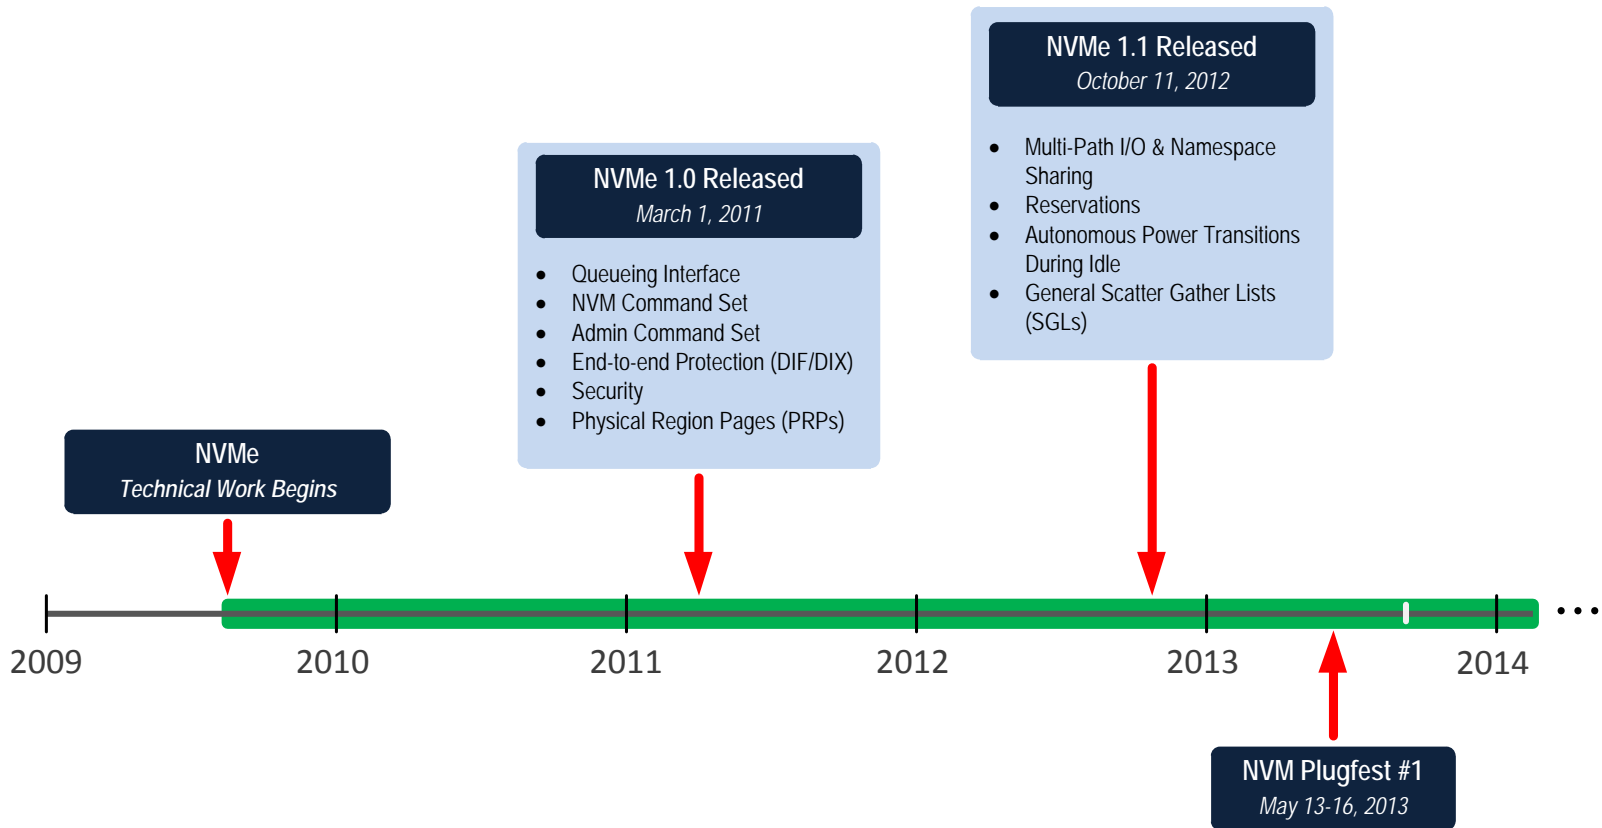 NVMe 1.1 Released
October 11, 2012
• Multi-Path I/O & Namespace
Sharing
• Reservations
• Autonomous Power Transitions
During Idle
• General Scatter Gather Lists
(SGLs)
NVMe 1.0 Released
March 1, 2011
• Queueing Interface
• NVM Command Set
• Admin Command Set
• End-to-end Protection (DIF/DIX)
• Security
• Physical Region Pages (PRPs)
NVMe
Technical Work Begins
2009 2010 2011 2012 2013 2014 •••
NVM Plugfest #1
May 13-16, 2013